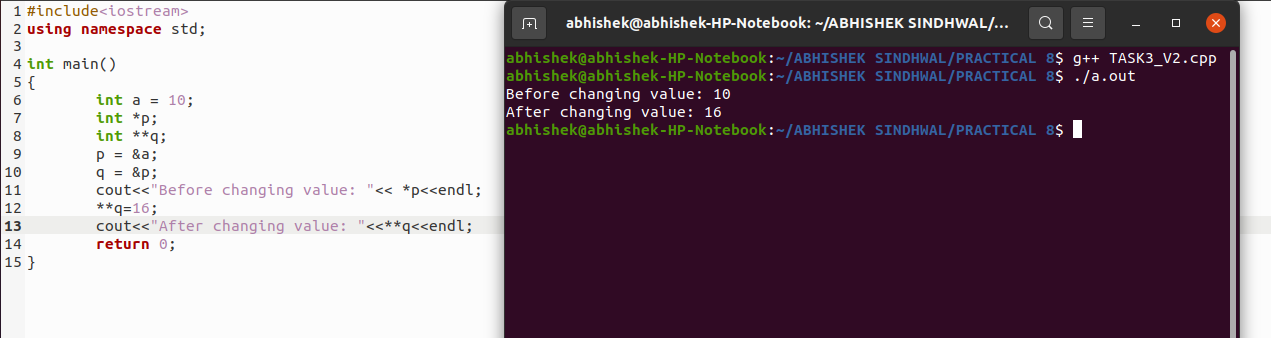 1 #include<iostream>
2 using namespace std;
3
4 int main()
5 {
6         int a = 10;
7         int *p;
8         int **q;
9         p = &a;
10         q = &p;
11         cout<<"Before changing value: "<< *p<<endl;
12         **q=16;
13         cout<<"After changing value: "<<**q<<endl;
14         return 0;
15 }
abhishek@abhishek-HP-Notebook: ~/ABHISHEK SINDHWAL/...
abhishek@abhishek-HP-Notebook:~/ABHISHEK SINDHWAL/PRACTICAL 8$ g++ TASK3_V2.cpp
abhishek@abhishek-HP-Notebook:~/ABHISHEK SINDHWAL/PRACTICAL 8$ ./a.out
Before changing value: 10
After changing value: 16
abhishek@abhishek-HP-Notebook:~/ABHISHEK SINDHWAL/PRACTICAL 8$